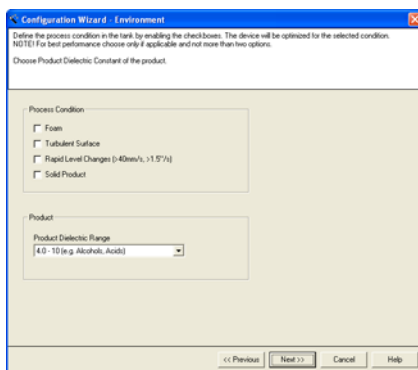 Configuration Wizard - Environment
Define the process condition in the tank by enabling the checkboxes. The device will be optimized for the selected condition.
NOTE! For best performance choose only if applicable and not more than two options.
Choose Product Dielectric Constant of the product.
Process Condition
Foam
Turbulent Surface
Rapid Level Changes (>40mm/s, >1.5"/s)
Solid Product
Product
Product Dielectric Range
4.0 - 10 (e.g. Alcohols, Acids)
<< Previous
Next >>
Cancel
Help